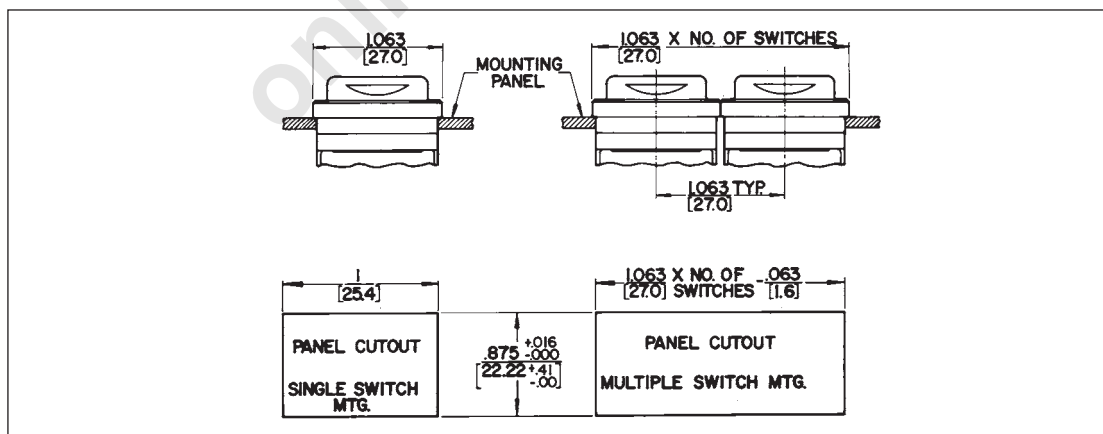 onlin
1.063
[27.0]
1.063 X NO. OF SWITCHES
[27.0]
MOUNTING
PANEL
1.063 TYP.
[27.0]
1
[25.4]
1.063 X NO. OF -.063
[27.0] SWITCHES [1.6]
PANEL CUTOUT
SINGLE SWITCH
MTG.
.875 +.016 -.000
[22.22 +.41 -.00]
PANEL CUTOUT
MULTIPLE SWITCH MTG.